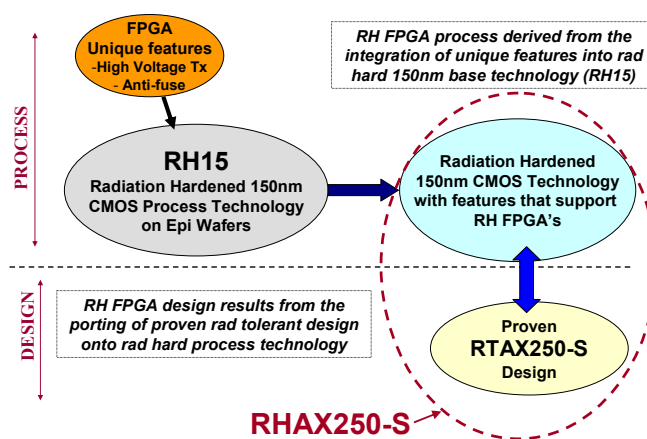 FPGA
Unique features
-High Voltage Tx
- Anti-fuse
RH FPGA process derived from the
integration of unique features into rad
hard 150nm base technology (RH15)
PROCESS
RH15
Radiation Hardened 150nm
CMOS Process Technology
on Epi Wafers
Radiation Hardened
150nm CMOS Technology
with features that support
RH FPGA's
DESIGN
RH FPGA design results from the
porting of proven rad tolerant design
onto rad hard process technology
Proven
RTAX250-S
Design
RHAX250-S